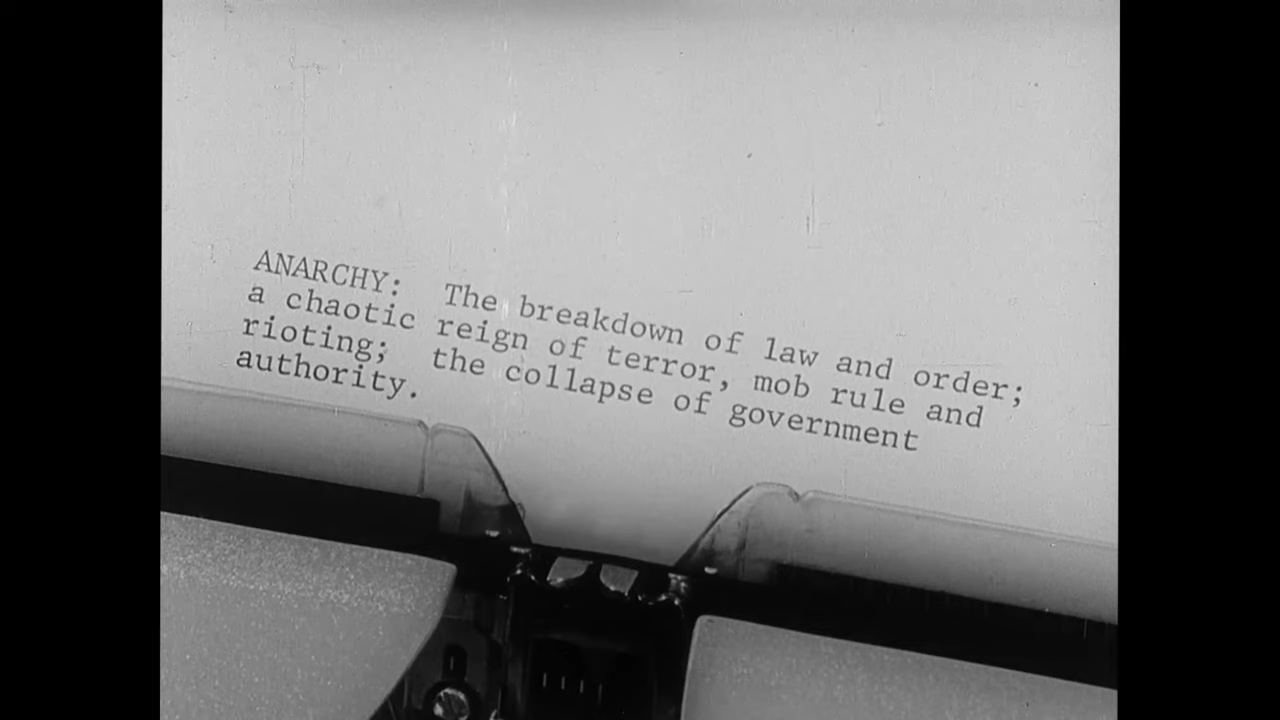 ANARCHY:  The breakdown of law and order;
a chaotic reign of terror, mob rule and
rioting;  the collapse of government
authority.